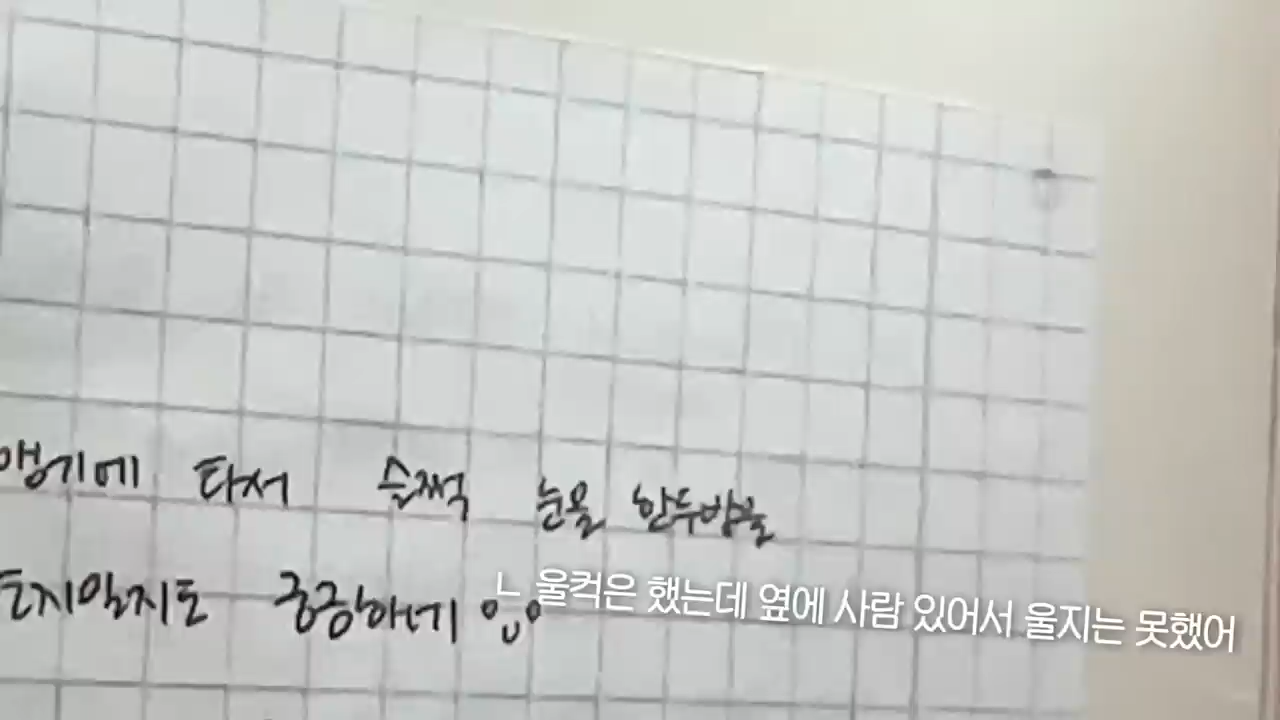 타서 슬쩍 눈물 한두방울
궁금하네 인
ㄴ 울컥은 했는데 옆에 사람 있어서 울지는 못했어